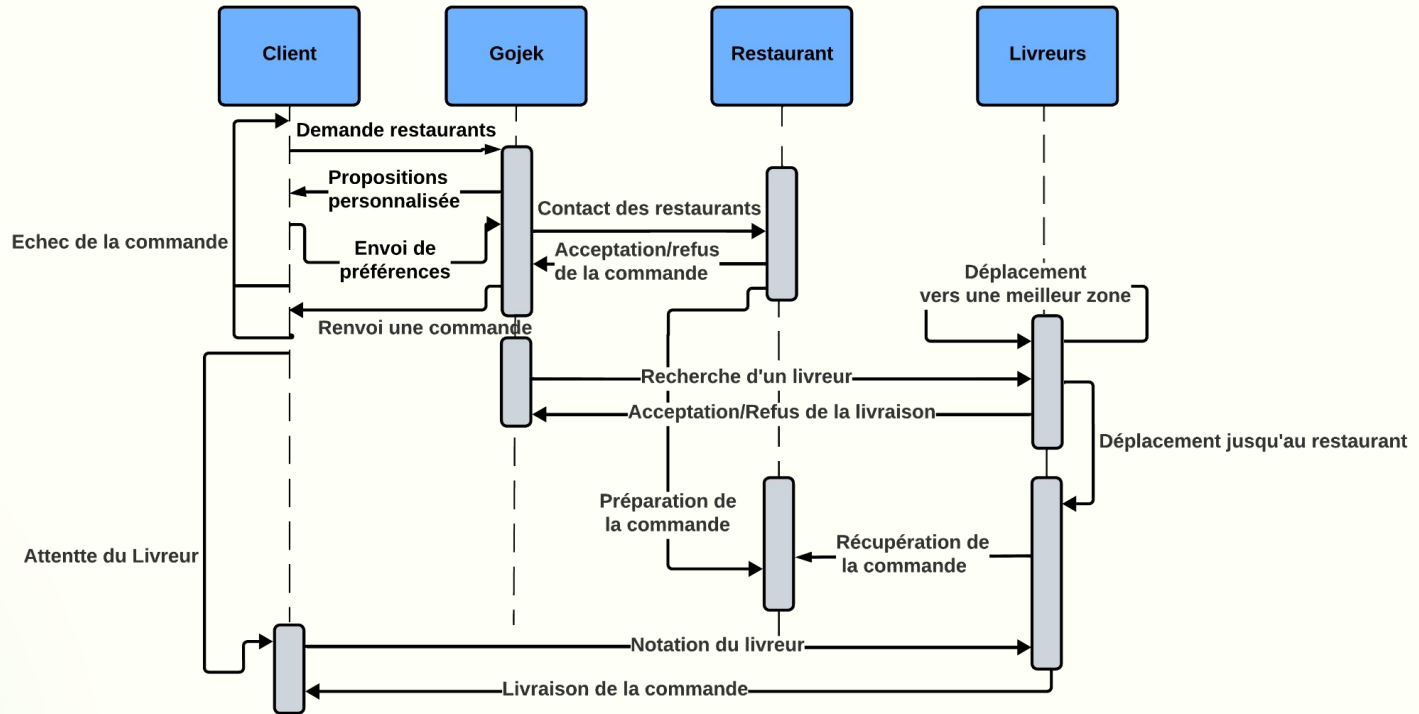 Client
Gojek
Restaurant
Livreurs
Demande restaurants
Propositions
personnalisée
Contact des restaurants
Echec de la commande
Envoi de
préférences
Acceptation/refus
de la commande
Déplacement
vers une meilleur zone
Renvoi une commande
Recherche d'un livreur
Acceptation/Refus de la livraison
Déplacement jusqu'au restaurant
Préparation de
la commande
Récupération de
la commande
Attentte du Livreur
Notation du livreur
Livraison de la commande